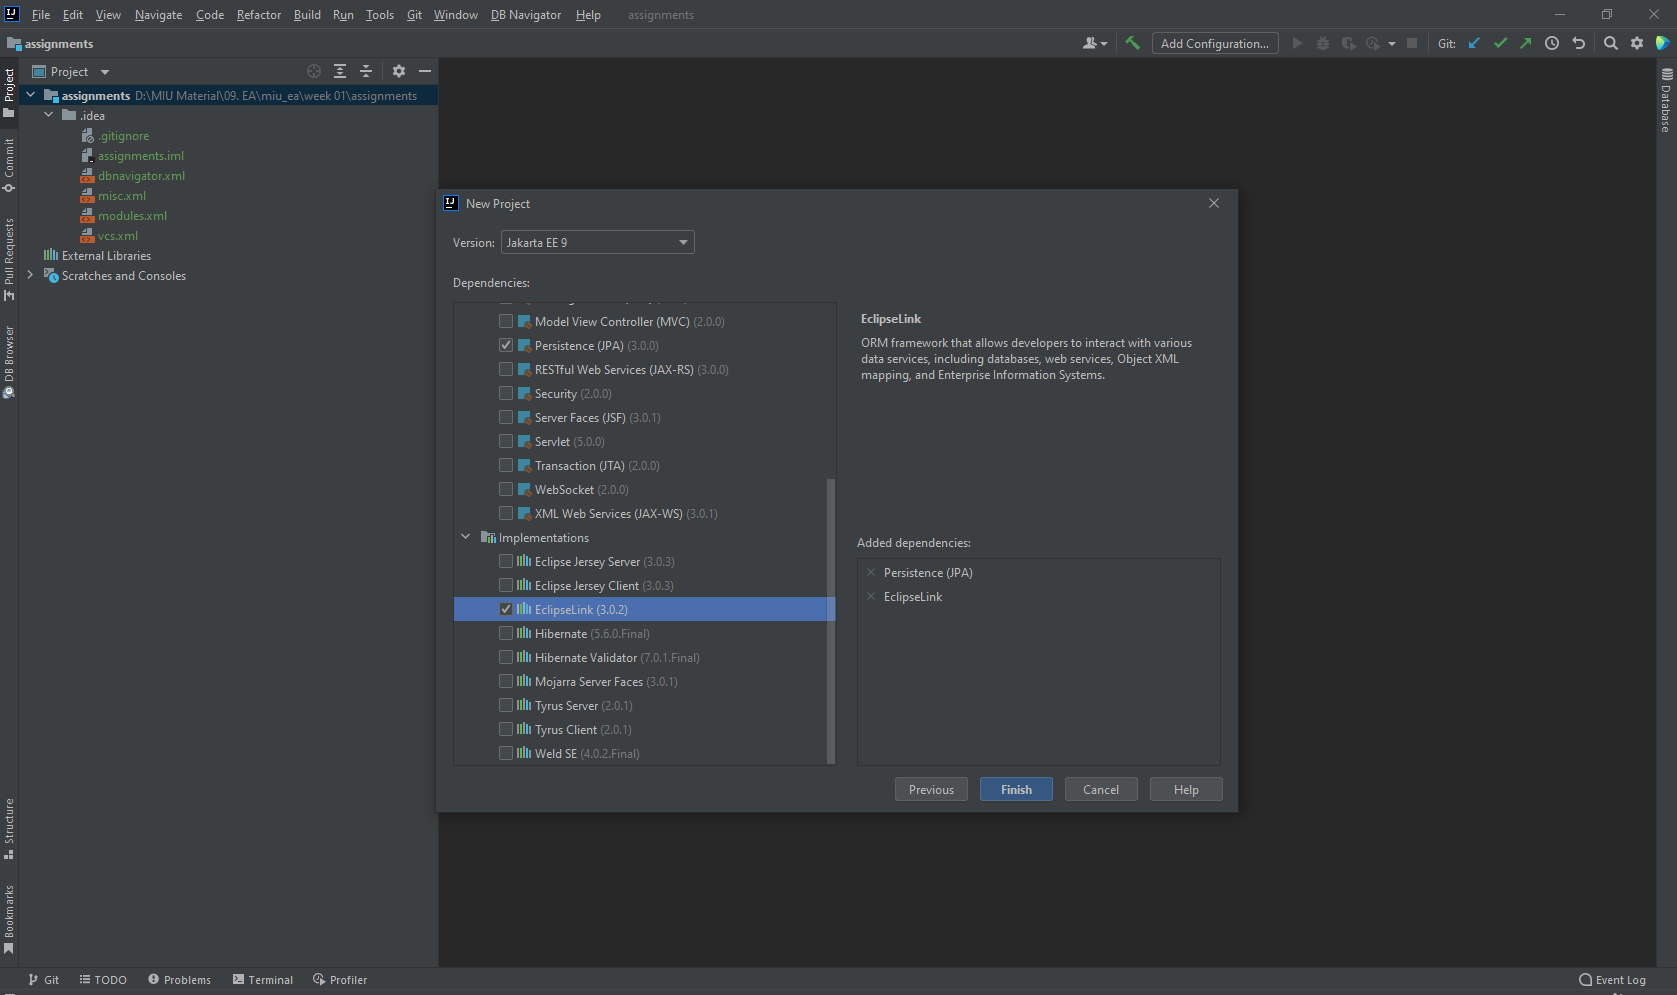 File Edit View Navigate Code Refactor Build Run Tools Git Window DB Navigator Help assignments
assignments
Add Configuration...
Git:
Project
Project
Commit
Pull Requests
DB Browser
Structure
Bookmarks
assignments D:\MIU Material\09. EA\miu_ea\week 01\assignments
.idea
.gitignore
assignments.iml
dbnavigator.xml
misc.xml
modules.xml
vcs.xml
External Libraries
Scratches and Consoles
New Project
Version: Jakarta EE 9
Dependencies:
Model View Controller (MVC) (2.0.0)
Persistence (JPA) (3.0.0)
RESTful Web Services (JAX-RS) (3.0.0)
Security (2.0.0)
Server Faces (JSF) (3.0.1)
Servlet (5.0.0)
Transaction (JTA) (2.0.0)
WebSocket (2.0.0)
XML Web Services (JAX-WS) (3.0.1)
Implementations
Eclipse Jersey Server (3.0.3)
Eclipse Jersey Client (3.0.3)
EclipseLink (3.0.2)
Hibernate (5.6.0.Final)
Hibernate Validator (7.0.1.Final)
Mojarra Server Faces (3.0.1)
Tyrus Server (2.0.1)
Tyrus Client (2.0.1)
Weld SE (4.0.2.Final)
EclipseLink
ORM framework that allows developers to interact with various
data services, including databases, web services, Object XML
mapping, and Enterprise Information Systems.
Added dependencies:
Persistence (JPA)
EclipseLink
Previous Finish Cancel Help
Database
Git TODO Problems Terminal Profiler Event Log